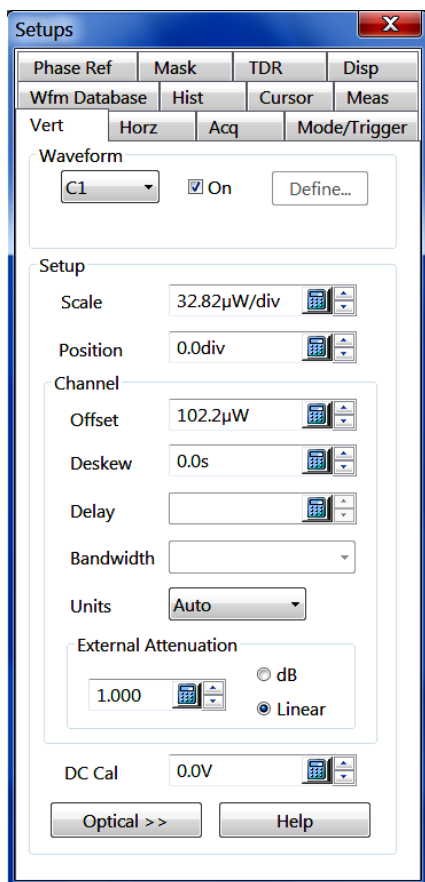 Setups
Phase Ref Mask TDR Disp
Wfm Database Hist Cursor Meas
Vert Horz Acq Mode/Trigger
Waveform
C1 On Define...
Setup
Scale 32.82µW/div
Position 0.0div
Channel
Offset 102.2µW
Deskew 0.0s
Delay
Bandwidth
Units Auto
External Attenuation
dB
1.000
Linear
DC Cal 0.0V
Optical >> Help